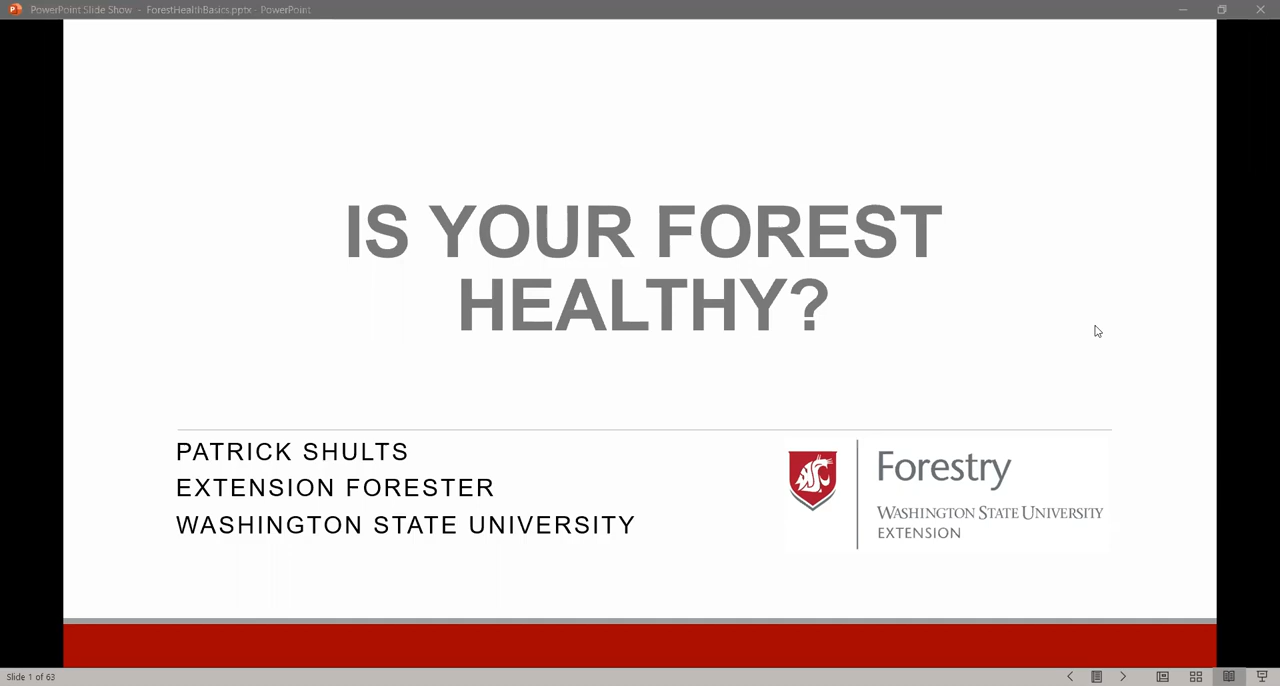 PowerPoint Slide Show - ForestHealthBasics.pptx - PowerPoint
IS YOUR FOREST
HEALTHY?
PATRICK SHULTS
EXTENSION FORESTER
WASHINGTON STATE UNIVERSITY
Forestry
WASHINGTON STATE UNIVERSITY
EXTENSION
Slide 1 of 63